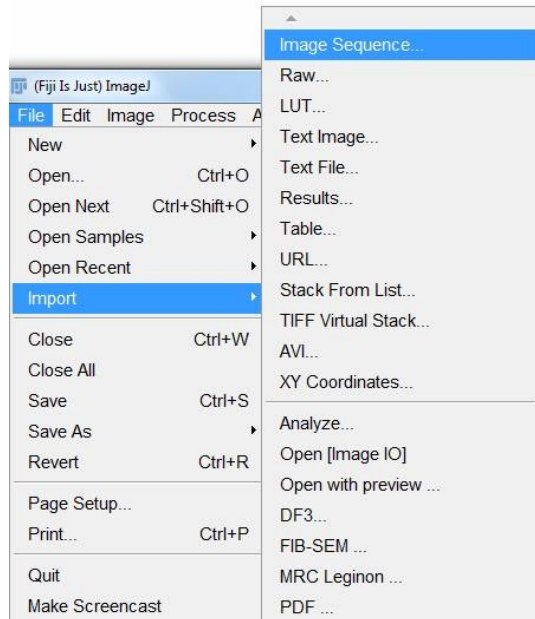 (Fiji Is Just) ImageJ
File Edit Image Process
New
Open... Ctrl+O
Open Next Ctrl+Shift+O
Open Samples
Open Recent
Import
Close Ctrl+W
Close All
Save Ctrl+S
Save As
Revert Ctrl+R
Page Setup...
Print... Ctrl+P
Quit
Make Screencast
Image Sequence...
Raw...
LUT...
Text Image...
Text File...
Results...
Table...
URL...
Stack From List...
TIFF Virtual Stack...
AVI...
XY Coordinates...
Analyze...
Open [Image IO]
Open with preview ...
DF3...
FIB-SEM ...
MRC Leginon ...
PDF ...